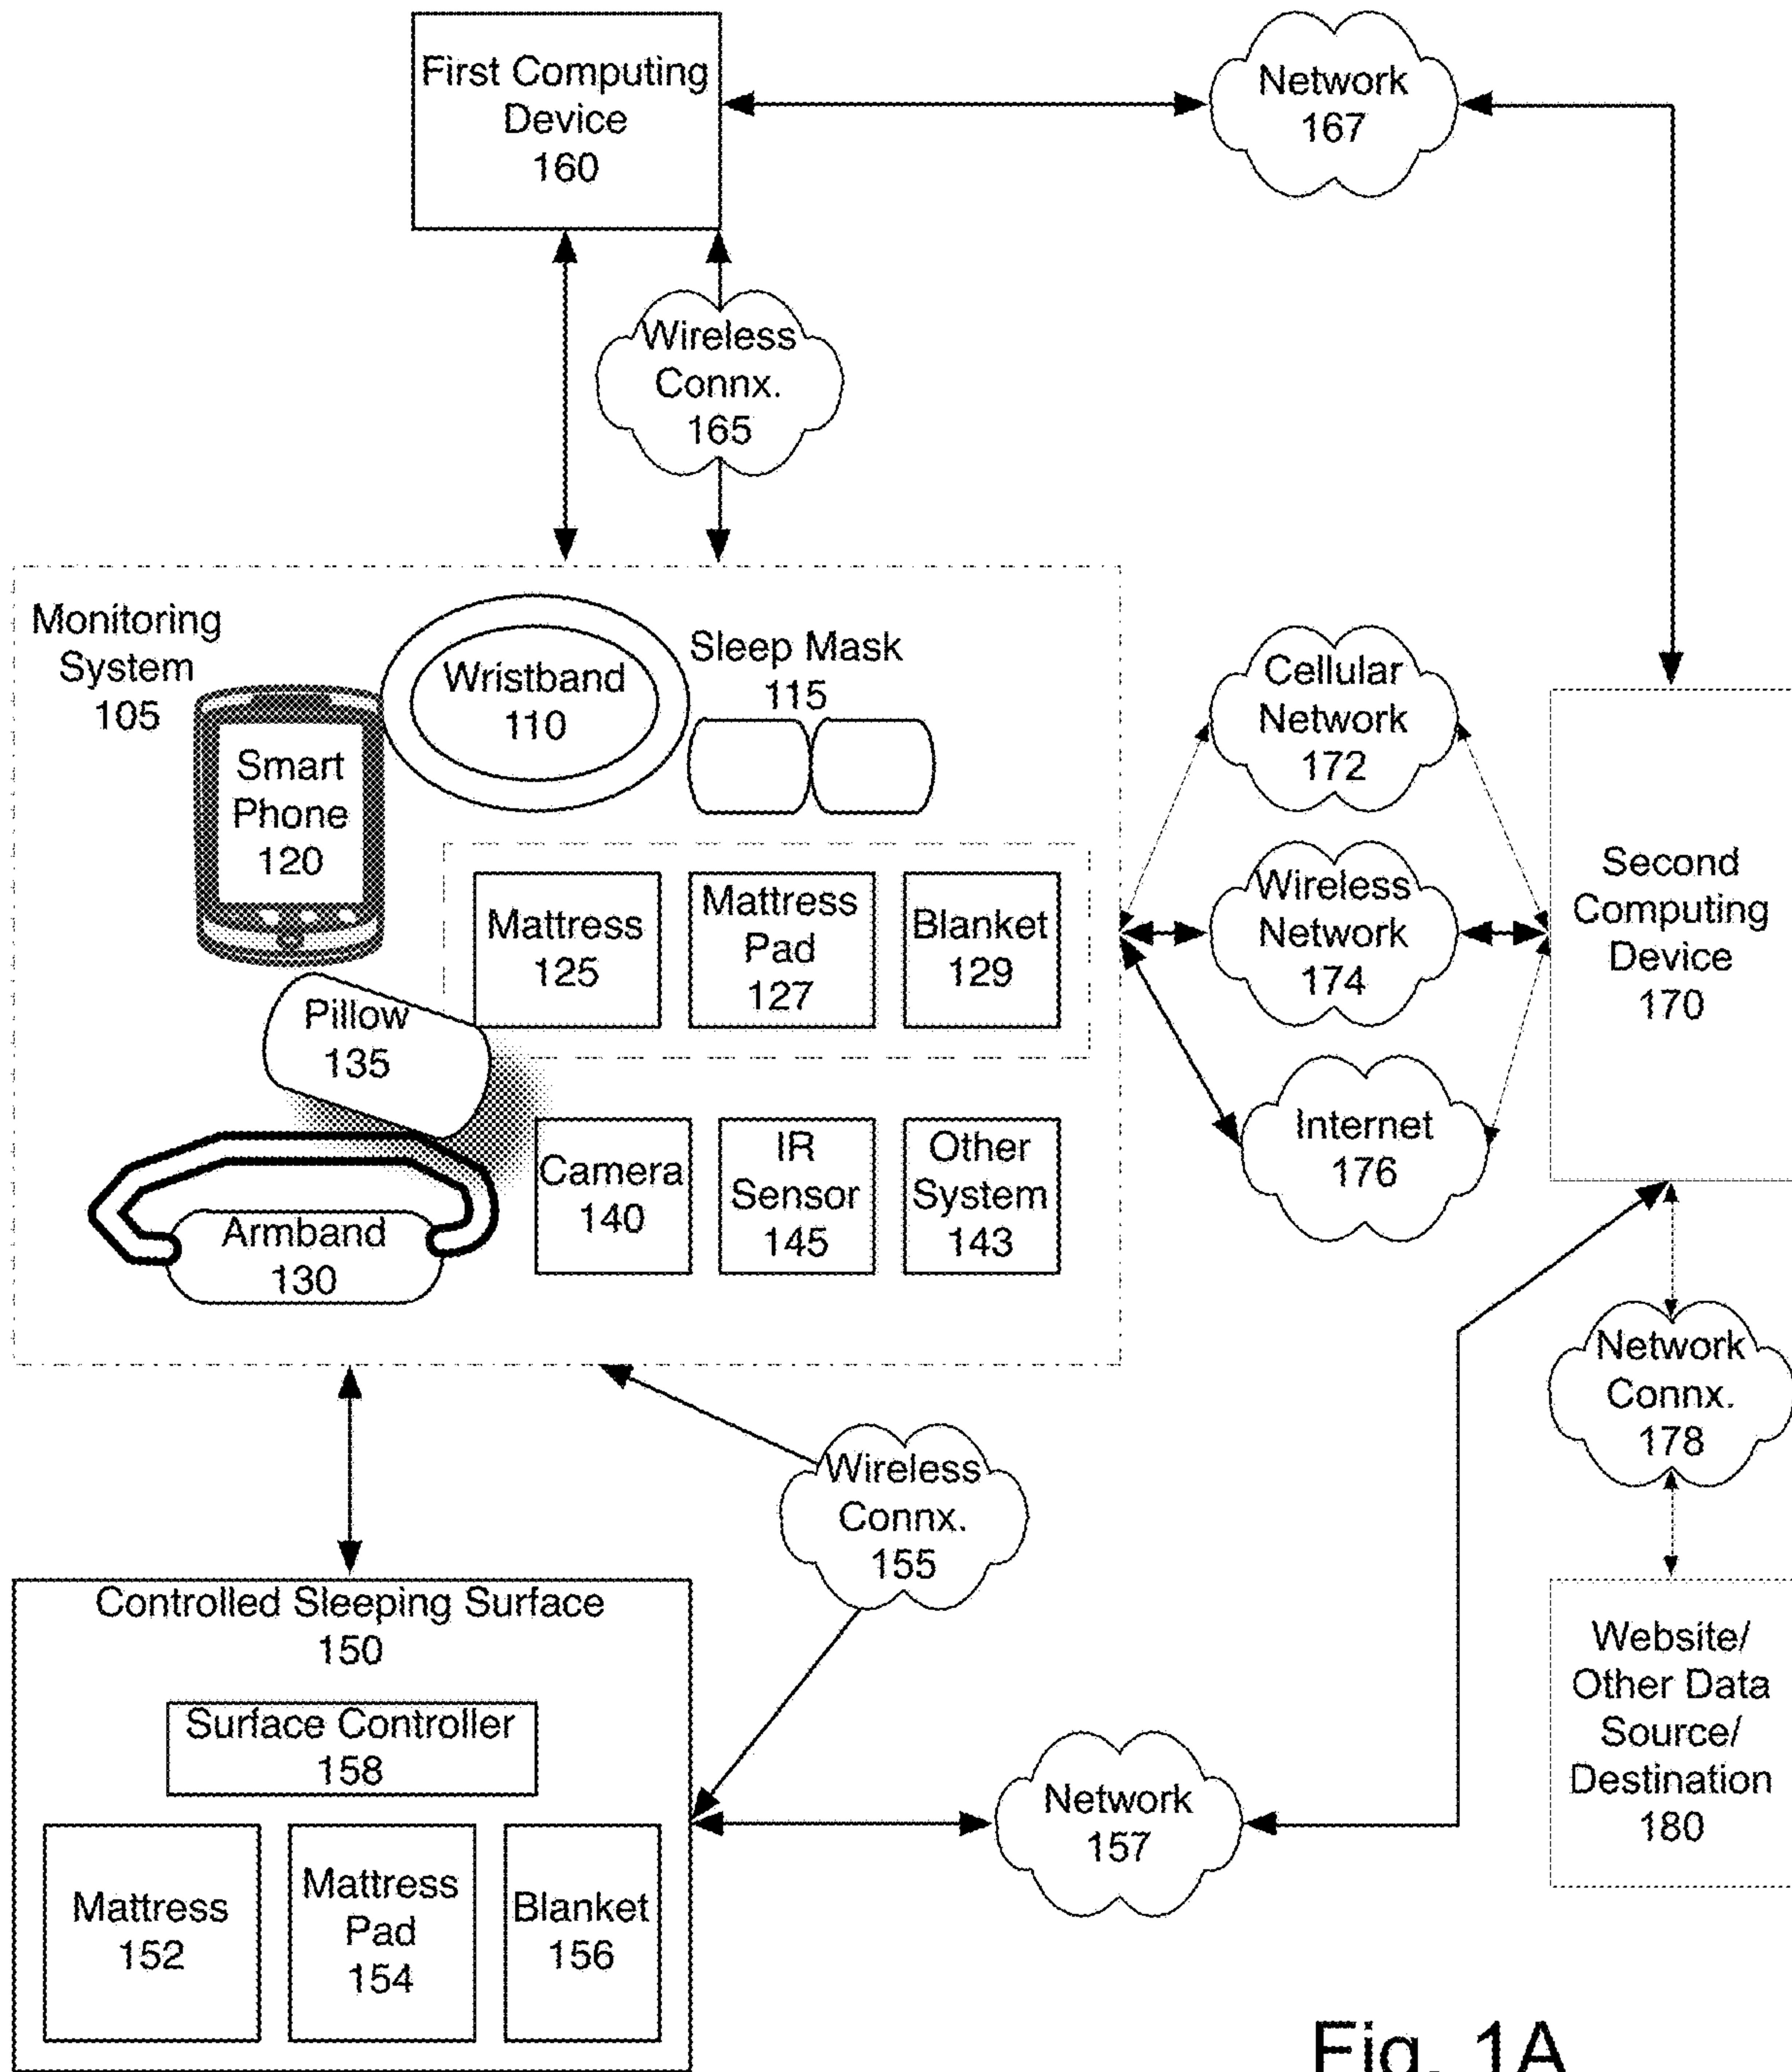 First Computing
Device
160
Network
167
Wireless
Connx.
165
Monitoring
System
105
Wristband
110
Sleep Mask
115
Smart
Phone
120
Mattress
125
Mattress
Pad
127
Blanket
129
Pillow
135
Armband
130
Camera
140
IR
Sensor
145
Other
System
143
Cellular
Network
172
Wireless
Network
174
Internet
176
Second
Computing
Device
170
Network
Connx.
178
Website/
Other Data
Source/
Destination
180
Wireless
Connx.
155
Controlled Sleeping Surface
150
Surface Controller
158
Mattress
152
Mattress
Pad
154
Blanket
156
Network
157
Fig. 1A